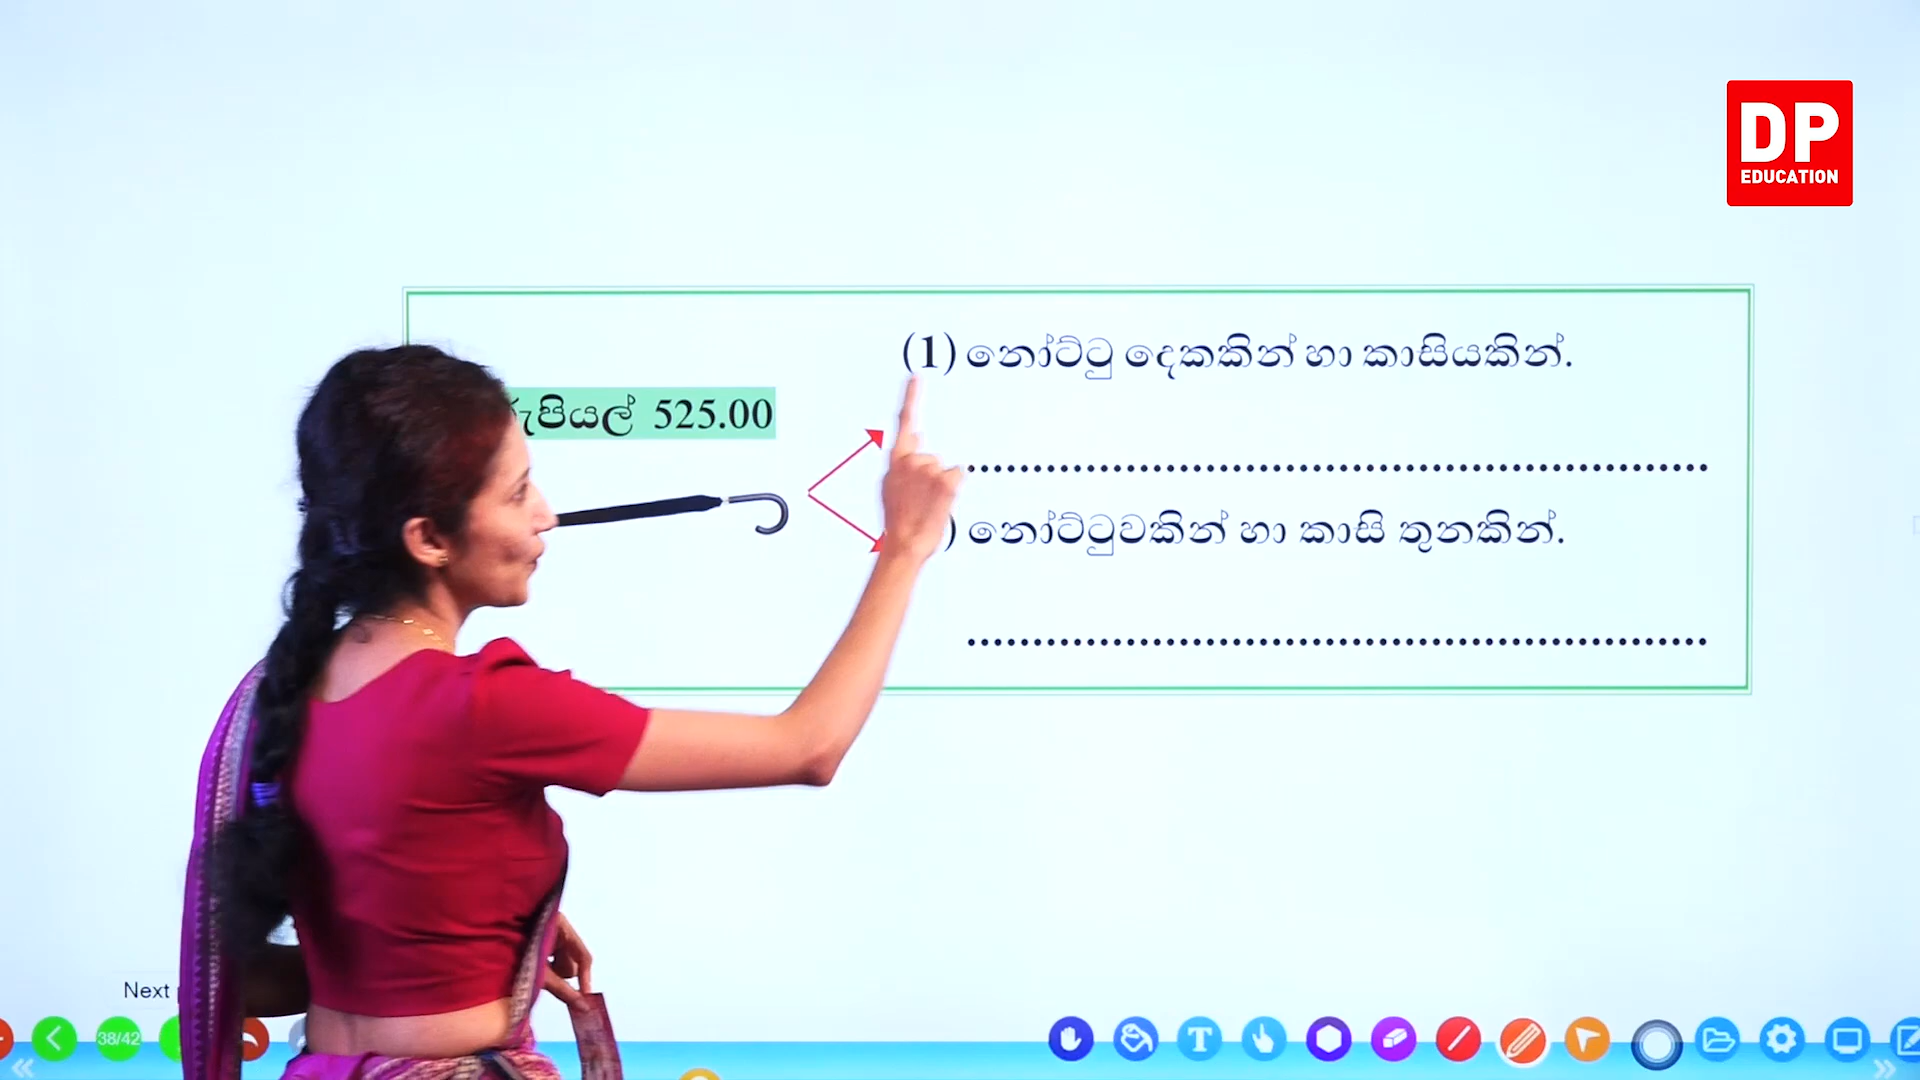 DP
EDUCATION
(1) නෝට්ටු දෙකකින් හා කාසියකින්.
රුපියල් 525.00
) නෝට්ටුවකින් හා කාසි තුනකින්.
Next
38/42
T